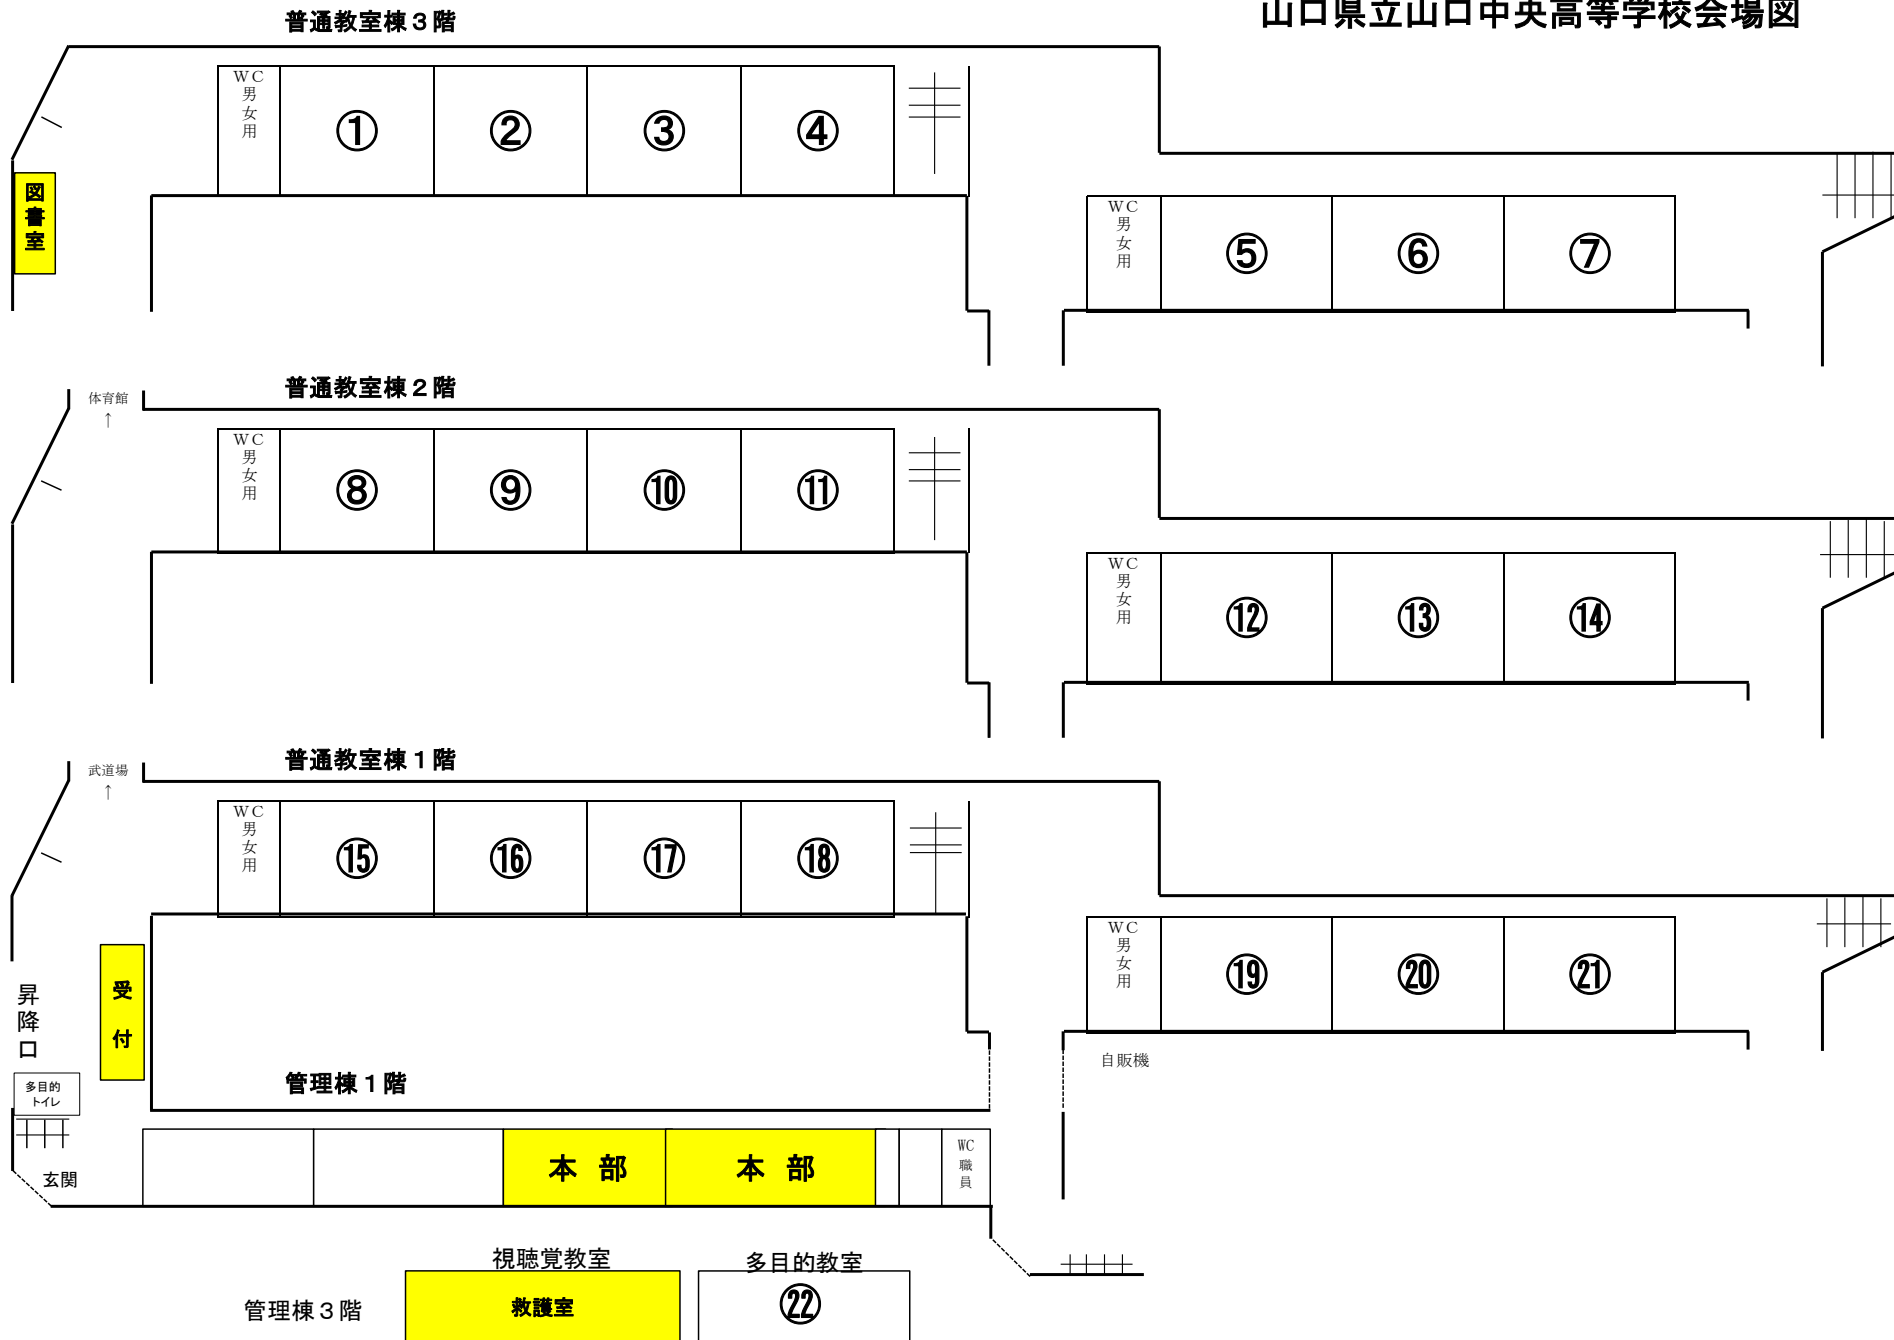 山口県立山口中央高等学校会場図
普通教室棟３階
WC
男
女
用
①
②
③
④
図書室
WC
男
女
用
⑤
⑥
⑦
普通教室棟２階
体育館
↑
WC
男
女
用
⑧
⑨
⑩
⑪
WC
男
女
用
⑫
⑬
⑭
普通教室棟１階
武道場
↑
WC
男
女
用
⑮
⑯
⑰
⑱
受付
昇降口
WC
男
女
用
⑲
⑳
㉑
自販機
多目的
トイレ
管理棟１階
玄関
本 部
本 部
WC
職
員
視聴覚教室
多目的教室
管理棟３階
救護室
㉒